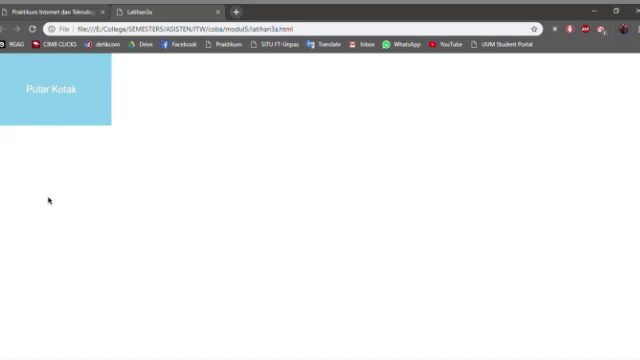 Praktikum Internet dan Teknolog
Latihan3a
File
file:///E:/College/SEMESTER5/ASISTEN/ITW/coba/modul5/latihan3a.html
9GAG
CIMB CLICKS
detikcom
Drive
Facebook
Praktikum
SITU FT-Unpas
Translate
Inbox
WhatsApp
YouTube
UUM Student Portal
Putar Kotak